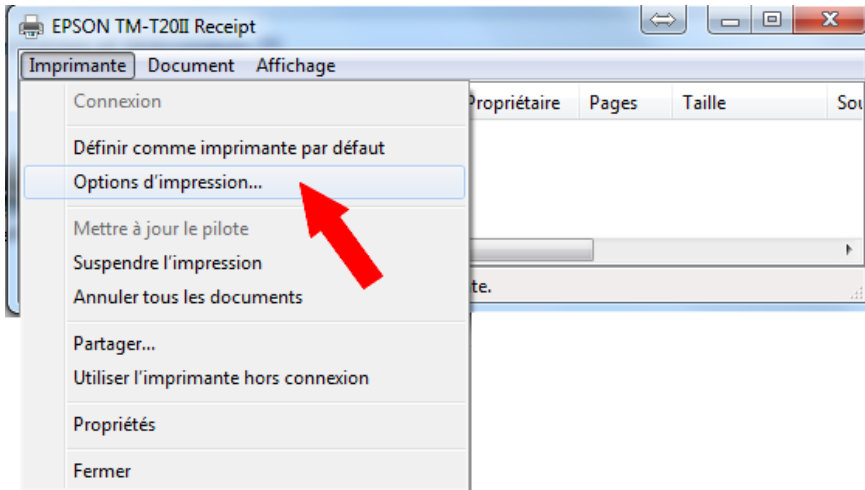 EPSON TM-T20II Receipt
Imprimante Document Affichage
Connexion
Propriétaire Pages Taille
Définir comme imprimante par défaut
Options d'impression...
Mettre à jour le pilote
Suspendre l'impression
Annuler tous les documents
te.
Partager...
Utiliser l'imprimante hors connexion
Propriétés
Fermer